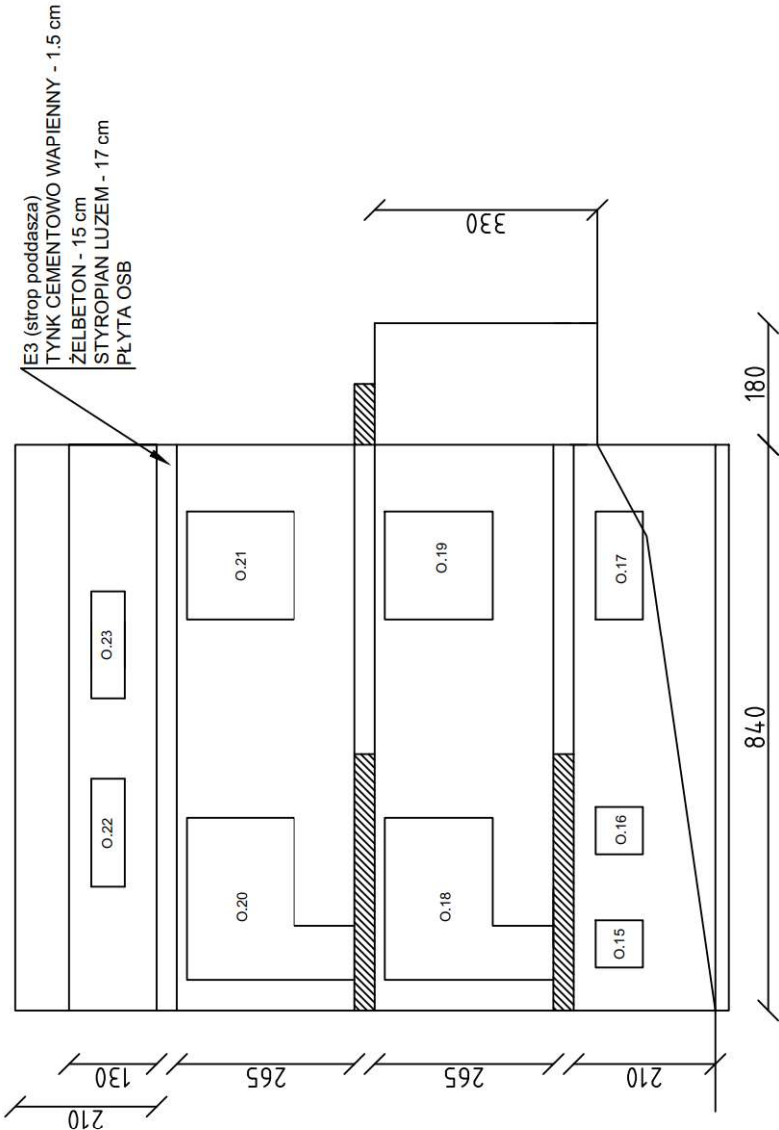 E3 (strop poddasza)
TYNK CEMENTOWO WAPIENNY - 1.5 cm
ŻELBETON - 15 cm
STYROPIAN LUZEM - 17 cm
PŁYTA OSB
330
O.23
O.22
O.21
O.20
O.19
O.18
O.17
O.16
O.15
180
840
130
210
265
265
210